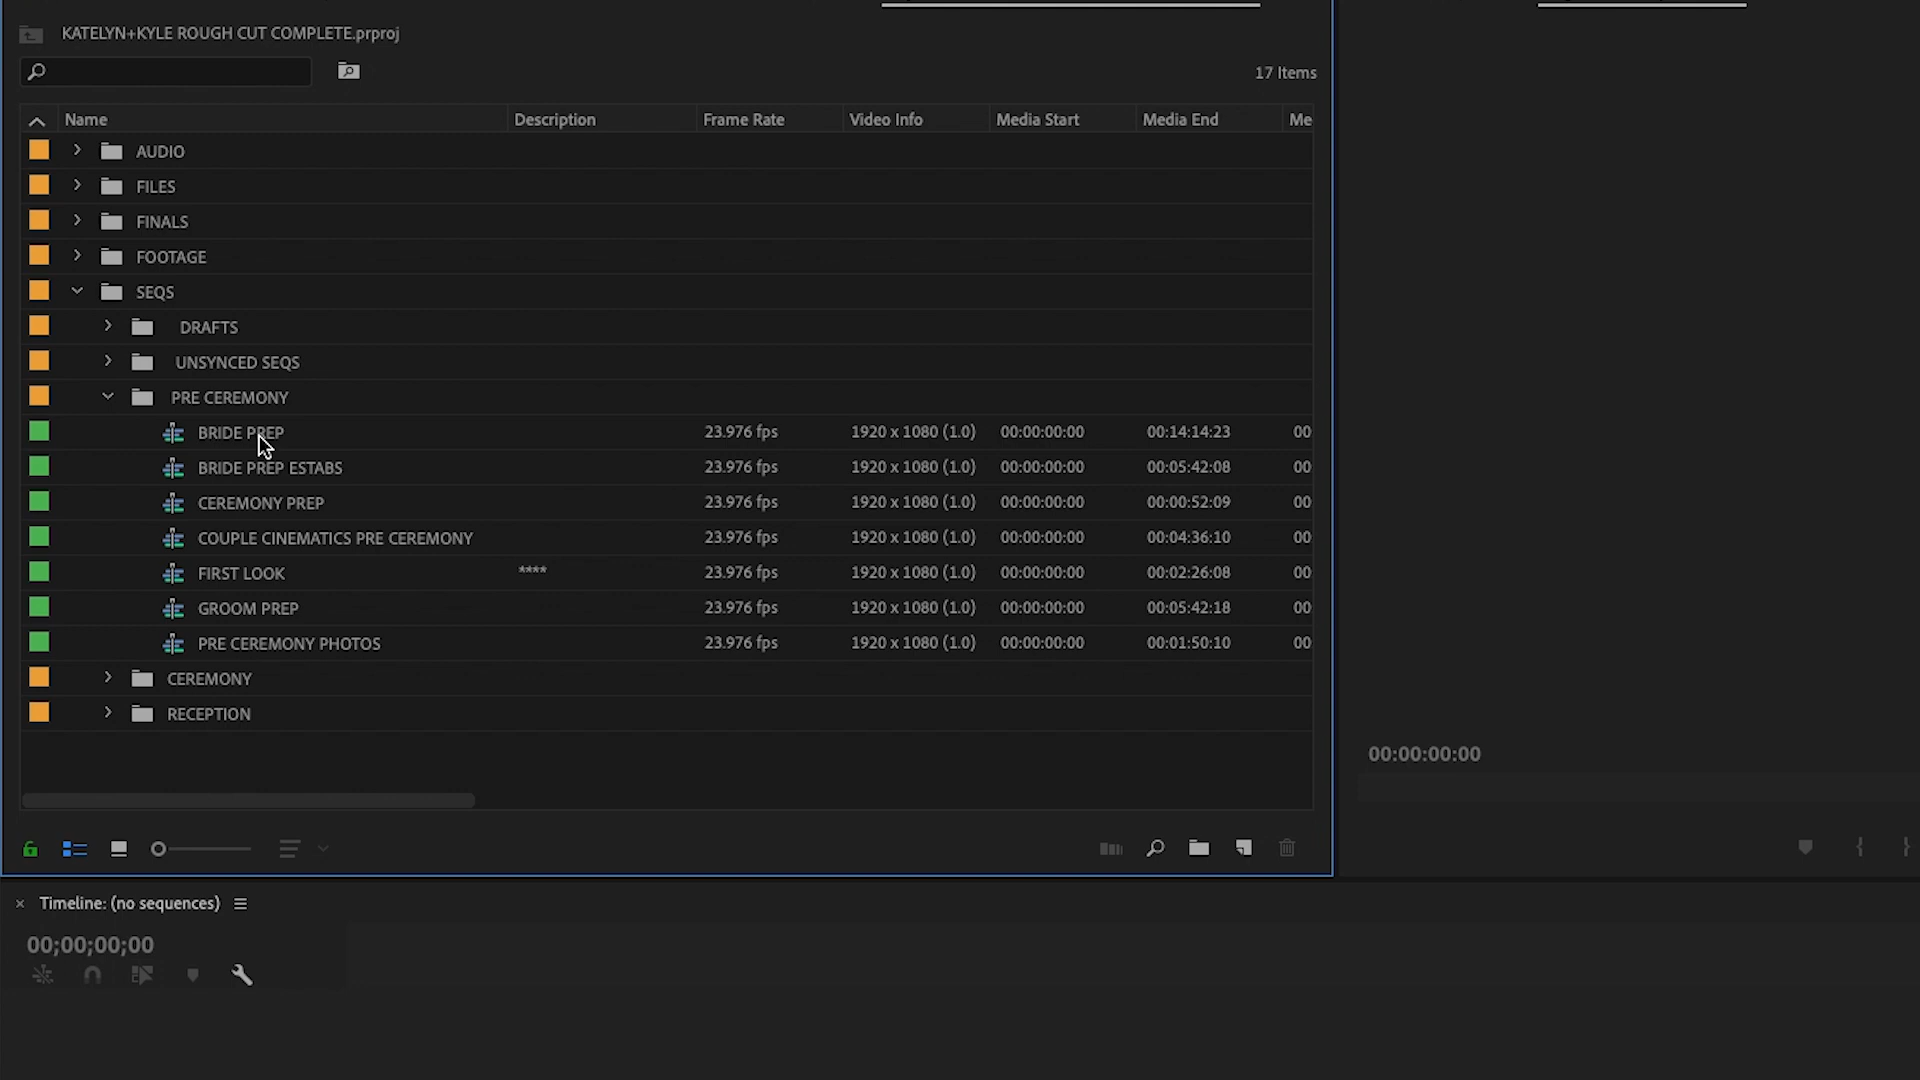 KATELYN+KYLE ROUGH CUT COMPLETE.prproj
17 Items
Name Description Frame Rate Video Info Media Start Media End Me
AUDIO
FILES
FINALS
FOOTAGE
SEQS
DRAFTS
UNSYNCED SEQS
PRE CEREMONY
BRIDE PREP 23.976 fps 1920 x 1080 (1.0) 00:00:00:00 00:14:14:23 00
BRIDE PREP ESTABS 23.976 fps 1920 x 1080 (1.0) 00:00:00:00 00:05:42:08 00
CEREMONY PREP 23.976 fps 1920 x 1080 (1.0) 00:00:00:00 00:00:52:09 00
COUPLE CINEMATICS PRE CEREMONY 23.976 fps 1920 x 1080 (1.0) 00:00:00:00 00:04:36:10 00
FIRST LOOK **** 23.976 fps 1920 x 1080 (1.0) 00:00:00:00 00:02:26:08 00
GROOM PREP 23.976 fps 1920 x 1080 (1.0) 00:00:00:00 00:05:42:18 00
PRE CEREMONY PHOTOS 23.976 fps 1920 x 1080 (1.0) 00:00:00:00 00:01:50:10 00
CEREMONY
RECEPTION
00:00:00:00
Timeline: (no sequences)
00;00;00;00